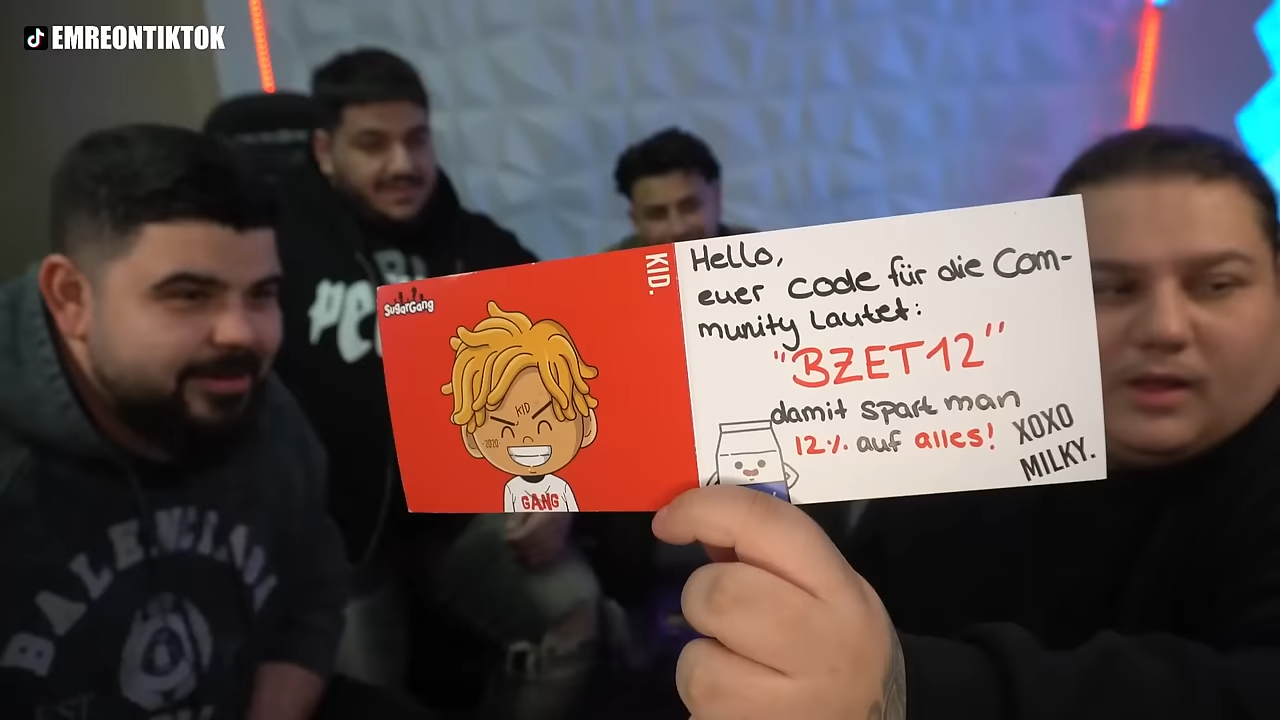 EMREONTIKTOK
SugarGang
KID.
KID
2020
GANG
Hello,
euer code für die Com-
munity lautet:
"BZET12"
damit spart man
12% auf alles!
XOXO
MILKY.
BALENCIAGA